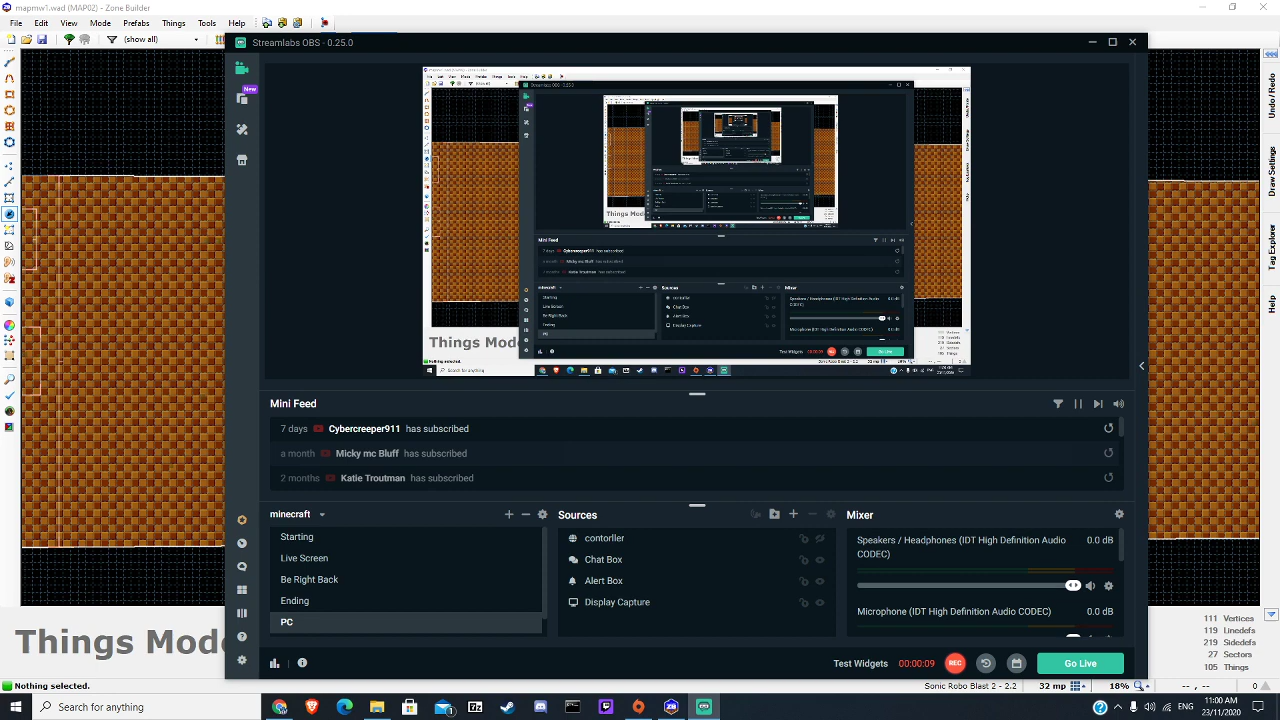 mapmw1.wad (MAP02) - Zone Builder
File
Edit
Prefabs
Things
Tools
Help
(show all)
Streamlabs OBS - 0.25.0
New
Undo / Redo
Draw Settings
Tag Explorer
Help
Mini Feed
7 days Cybercreeper911 has subscribed
a month Micky mc Bluff has subscribed
2 months Katie Troutman has subscribed
minecraft
Starting
Live Screen
Be Right Back
Ending
PC
Sources
contorller
Chat Box
Alert Box
Display Capture
Mixer
Speakers / Headphones (IDT High Definition Audio CODEC) 0.0 dB
Microphone (IDT High Definition Audio CODEC) 0.0 dB
Test Widgets 00:00:09 REC Go Live
111 Vertices
119 Linedefs
219 Sidedefs
27 Sectors
105 Things
Things Mode
Nothing selected.
Sonic Robo Blast 2 - 2.2
2 mp
18%
-- , --
0
Search for anything
ENG
11:00 AM
23/11/2020